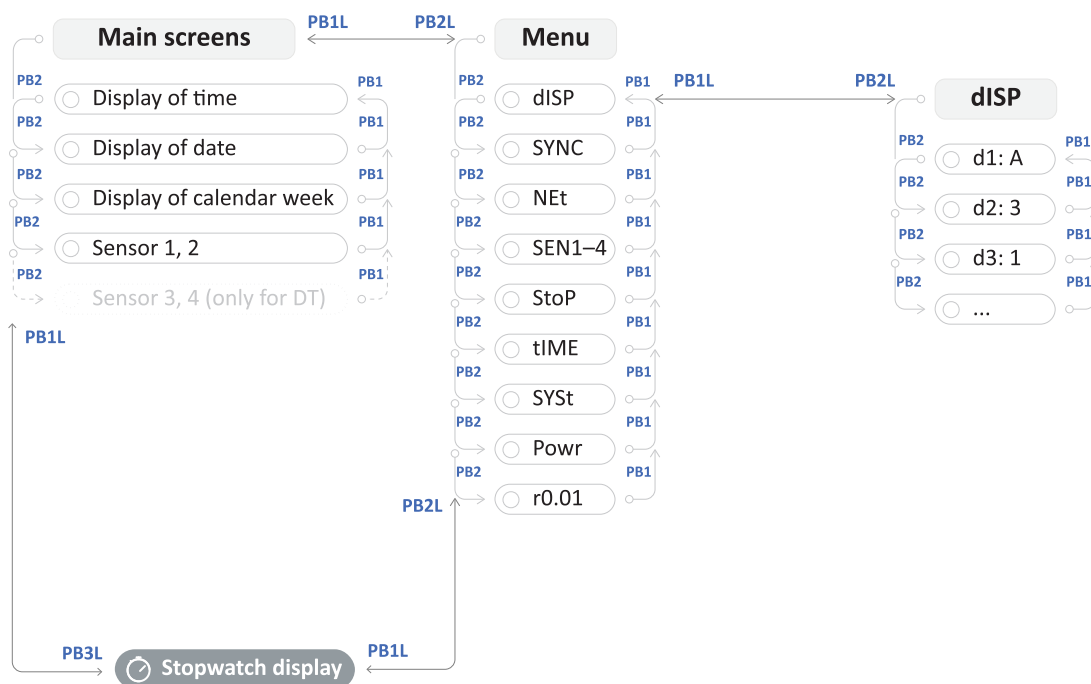 PB1L PB2L
Main screens Menu
PB2 PB2
Display of time PB1 dISP PB1 PB1L PB2L dISP
PB2 PB1 PB2 PB1
Display of date SYNC PB2 d1: A PB1
PB2 PB1 PB2 PB1
Display of calendar week NEt PB2 d2: 3 PB1
PB2 PB1 PB2 PB1
Sensor 1, 2 SEN1–4 PB2 d3: 1 PB1
PB2 PB1 PB2 PB1
Sensor 3, 4 (only for DT) StoP PB2 ... PB1
PB1L PB2 PB1
tIME
PB2 PB1
SYSt
PB2 PB1
Powr
PB2 PB1
r0.01
PB2L
PB3L Stopwatch display PB1L